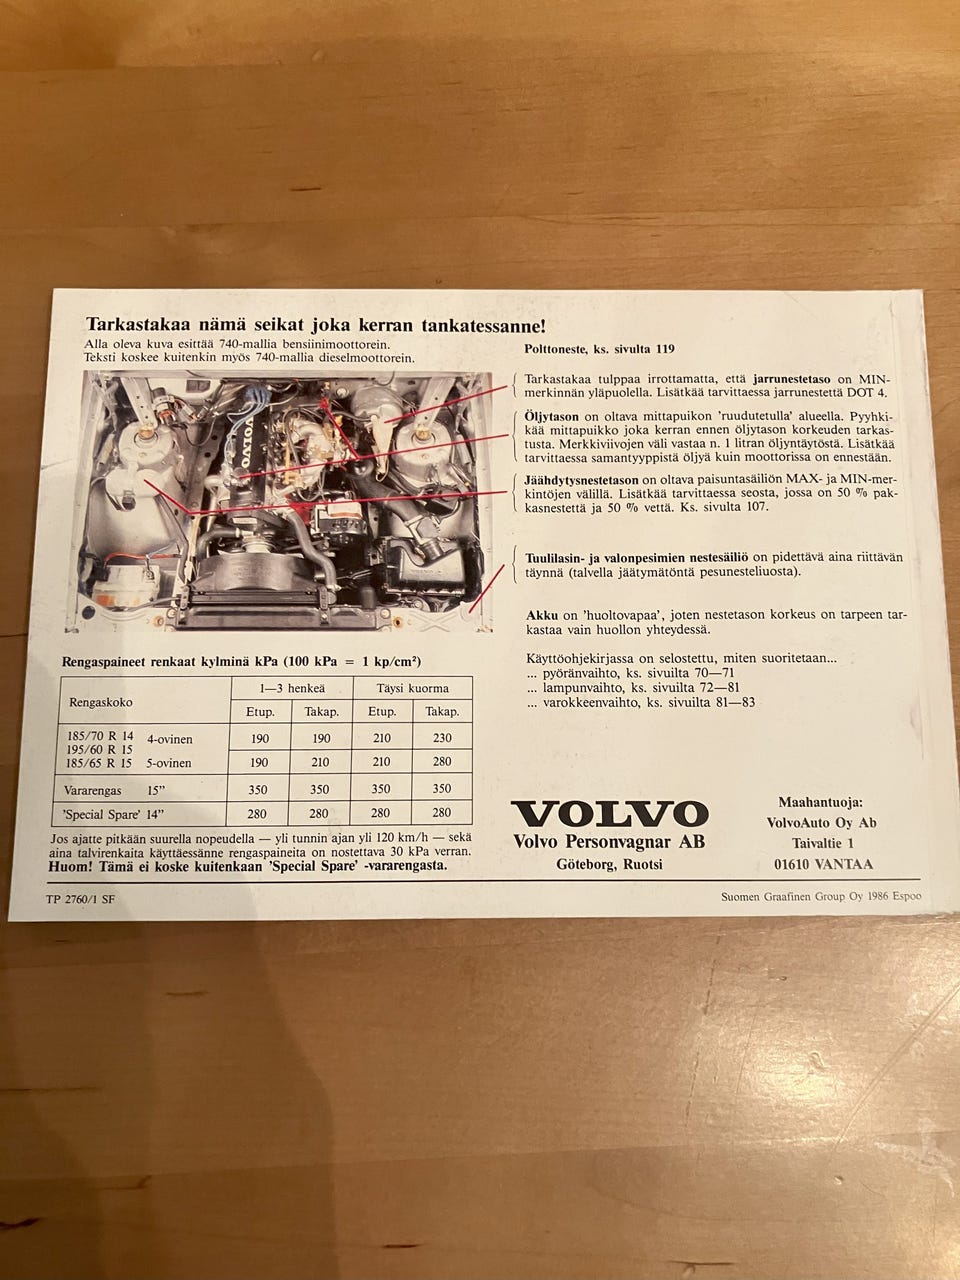 Tarkastakaa nämä seikat joka kerran tankatessanne!
Alla oleva kuva esittää 740-mallia bensiinimoottorein.
Teksti koskee kuitenkin myös 740-mallia dieselmoottorein.
Polttoneste, ks. sivulta 119
Tarkastakaa tulppaa irrottamatta, että jarrunestetaso on MIN-
merkinnän yläpuolella. Lisätkää tarvittaessa jarrunestettä DOT 4.
Öljytason on oltava mittapuikon 'ruudutetulla' alueella. Pyyhki-
kää mittapuikko joka kerran ennen öljytason korkeuden tarkas-
tusta. Merkkiviivojen väli vastaa n. 1 litran öljyntäytöstä. Lisätkää
tarvittaessa samantyyppistä öljyä kuin moottorissa on ennestään.
Jäähdytysnestetason on oltava paisuntasäiliön MAX- ja MIN-mer-
kintöjen välillä. Lisätkää tarvittaessa seosta, jossa on 50 % pak-
kasnestettä ja 50 % vettä. Ks. sivulta 107.
Tuulilasin- ja valonpesimien nestesäiliö on pidettävä aina riittävän
täynnä (talvella jäätymätöntä pesunesteliuosta).
Akku on 'huoltovapaa', joten nestetason korkeus on tarpeen tar-
kastaa vain huollon yhteydessä.
Käyttöohjekirjassa on selostettu, miten suoritetaan...
... pyöränvaihto, ks. sivuilta 70—71
... lampunvaihto, ks. sivuilta 72—81
... varokkeenvaihto, ks. sivuilta 81—83
VOLVO
Rengaspaineet renkaat kylminä kPa (100 kPa = 1 kp/cm²)
Rengaskoko 1—3 henkeä Täysi kuorma
Etup. Takap. Etup. Takap.
185/70 R 14 4-ovinen 190 190 210 230
195/60 R 15
185/65 R 15 5-ovinen 190 210 210 280
Vararengas 15” 350 350 350 350
'Special Spare' 14” 280 280 280 280
Jos ajatte pitkään suurella nopeudella — yli tunnin ajan yli 120 km/h — sekä
aina talvirenkaita käyttäessänne rengaspaineita on nostettava 30 kPa verran.
Huom! Tämä ei koske kuitenkaan 'Special Spare' -vararengasta.
VOLVO
Volvo Personvagnar AB
Göteborg, Ruotsi
Maahantuoja:
VolvoAuto Oy Ab
Taivaltie 1
01610 VANTAA
TP 2760/1 SF
Suomen Graafinen Group Oy 1986 Espoo